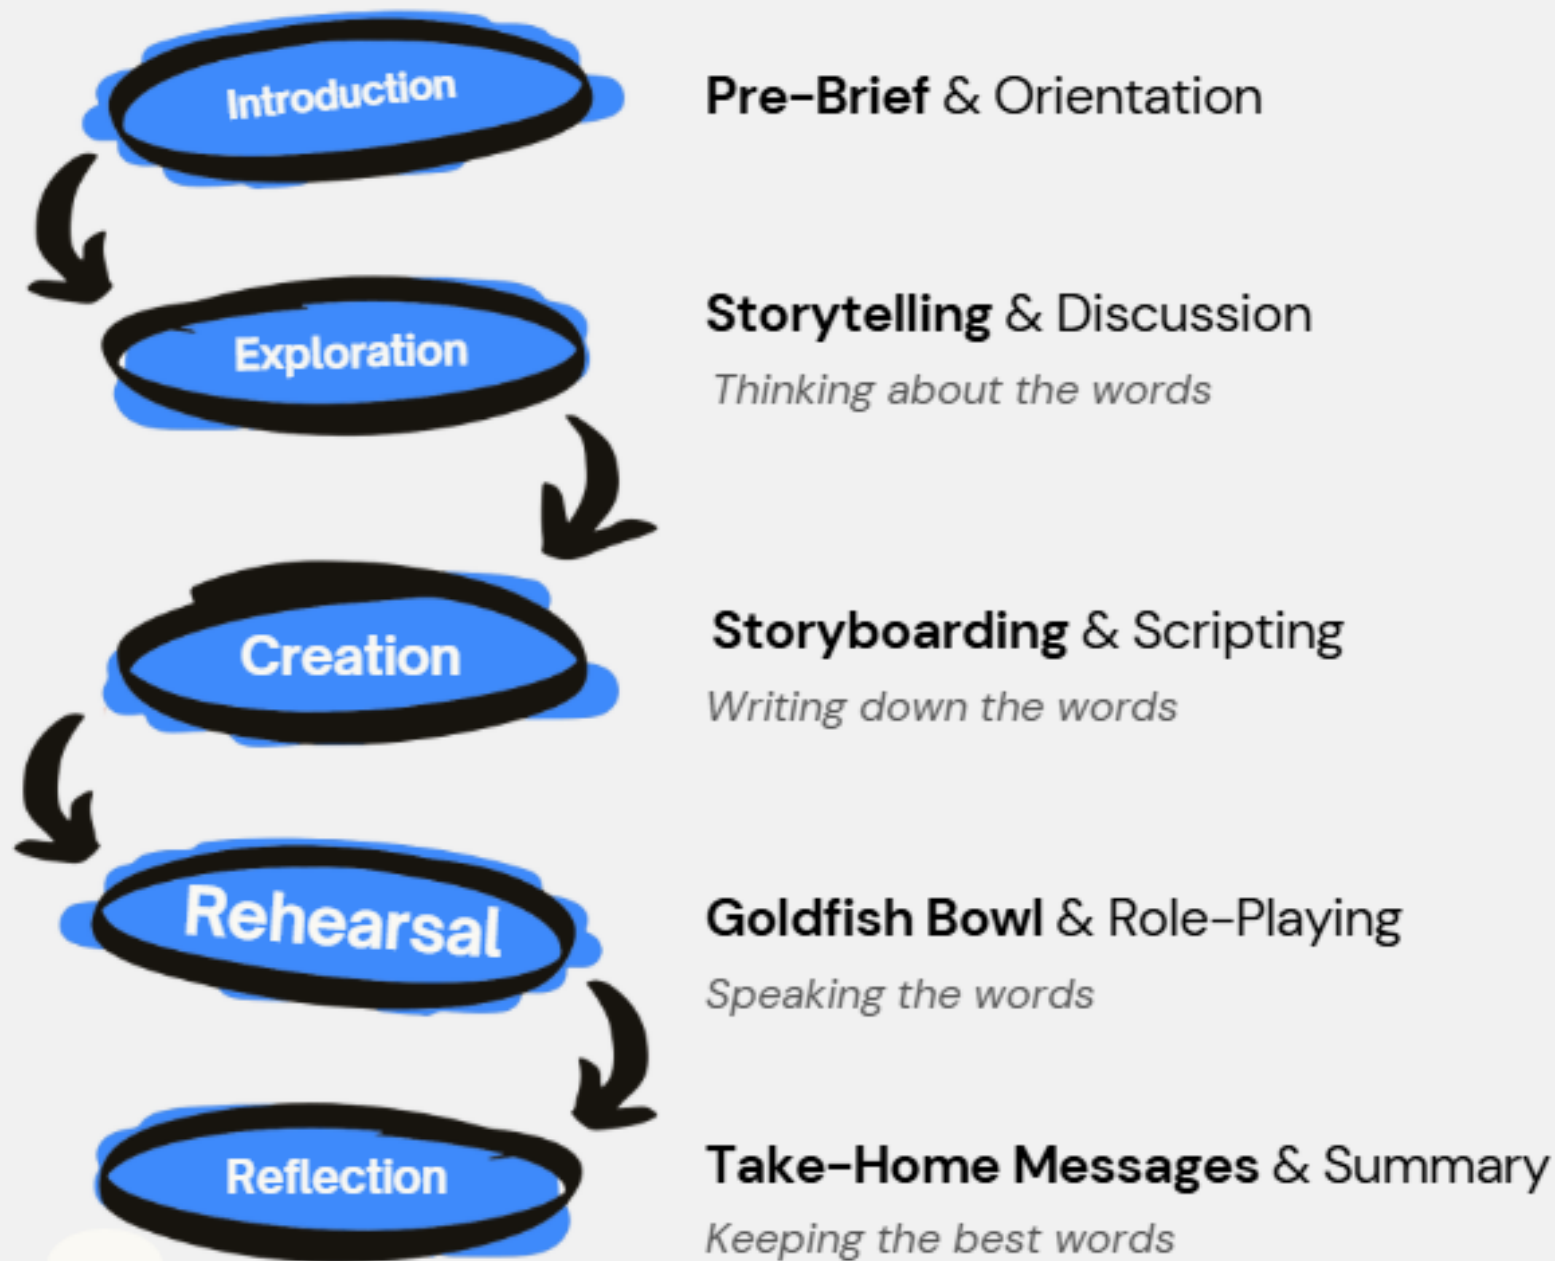 Introduction
Pre-Brief & Orientation
Exploration
Storytelling & Discussion
Thinking about the words
Creation
Storyboarding & Scripting
Writing down the words
Rehearsal
Goldfish Bowl & Role-Playing
Speaking the words
Reflection
Take-Home Messages & Summary
Keeping the best words